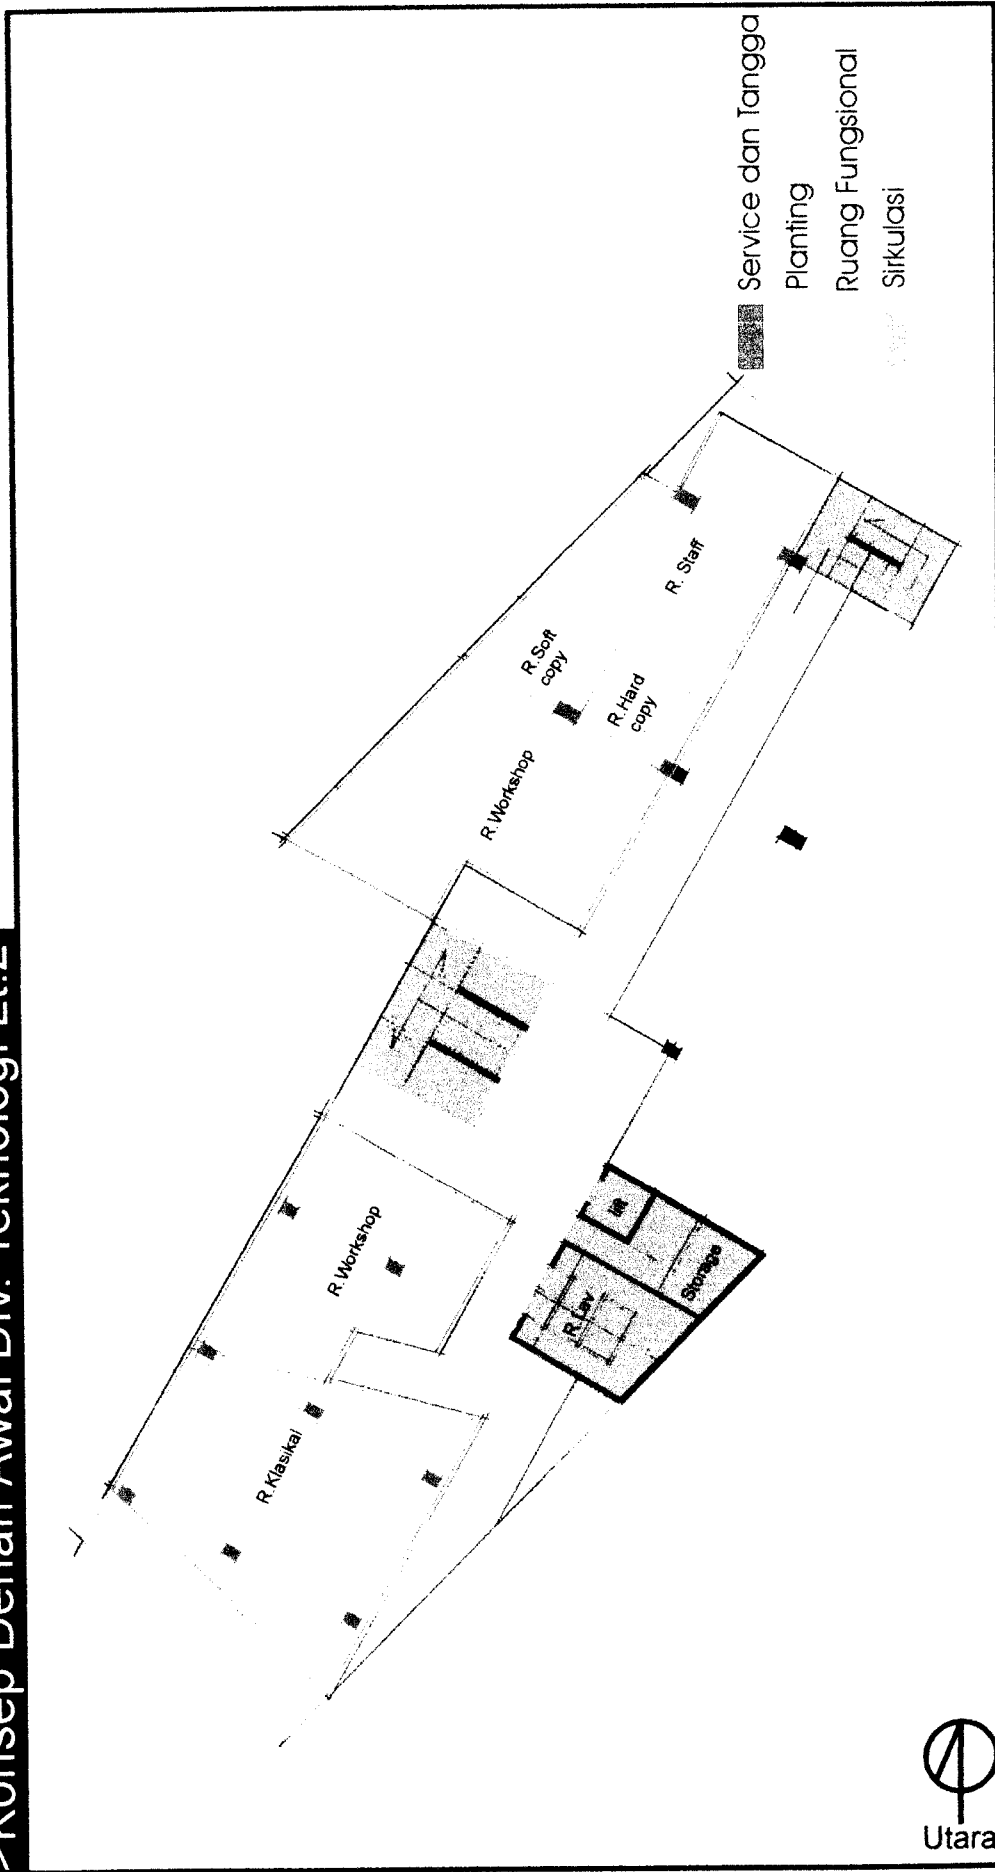 >Konsep Denah Awal Div. Teknologi Lt.2
R.Klasikal
R.Workshop
R.Workshop
R.Soft
copy
R.Hard
copy
R. Staff
R.Lav
lift
Storage
Service dan Tangga
Planting
Ruang Fungsional
Sirkulasi
Utara